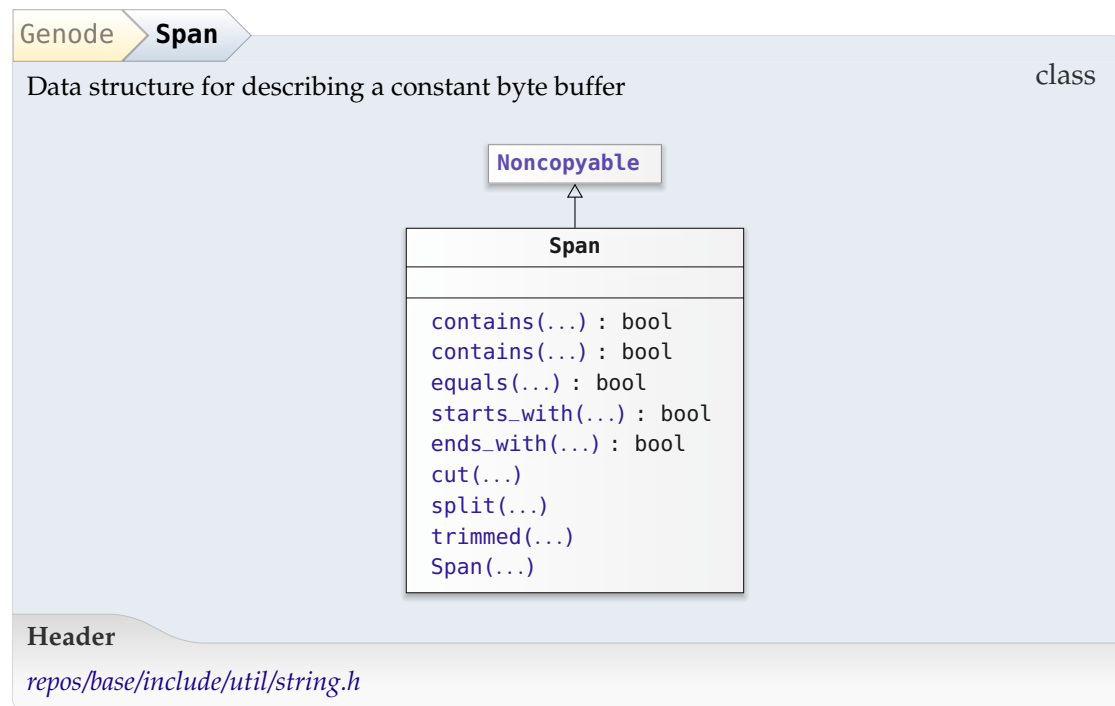 Genode Span
class
Data structure for describing a constant byte buffer
Noncopyable
Span
contains(...) : bool
contains(...) : bool
equals(...) : bool
starts_with(...) : bool
ends_with(...) : bool
cut(...)
split(...)
trimmed(...)
Span(...)
Header
repos/base/include/util/string.h